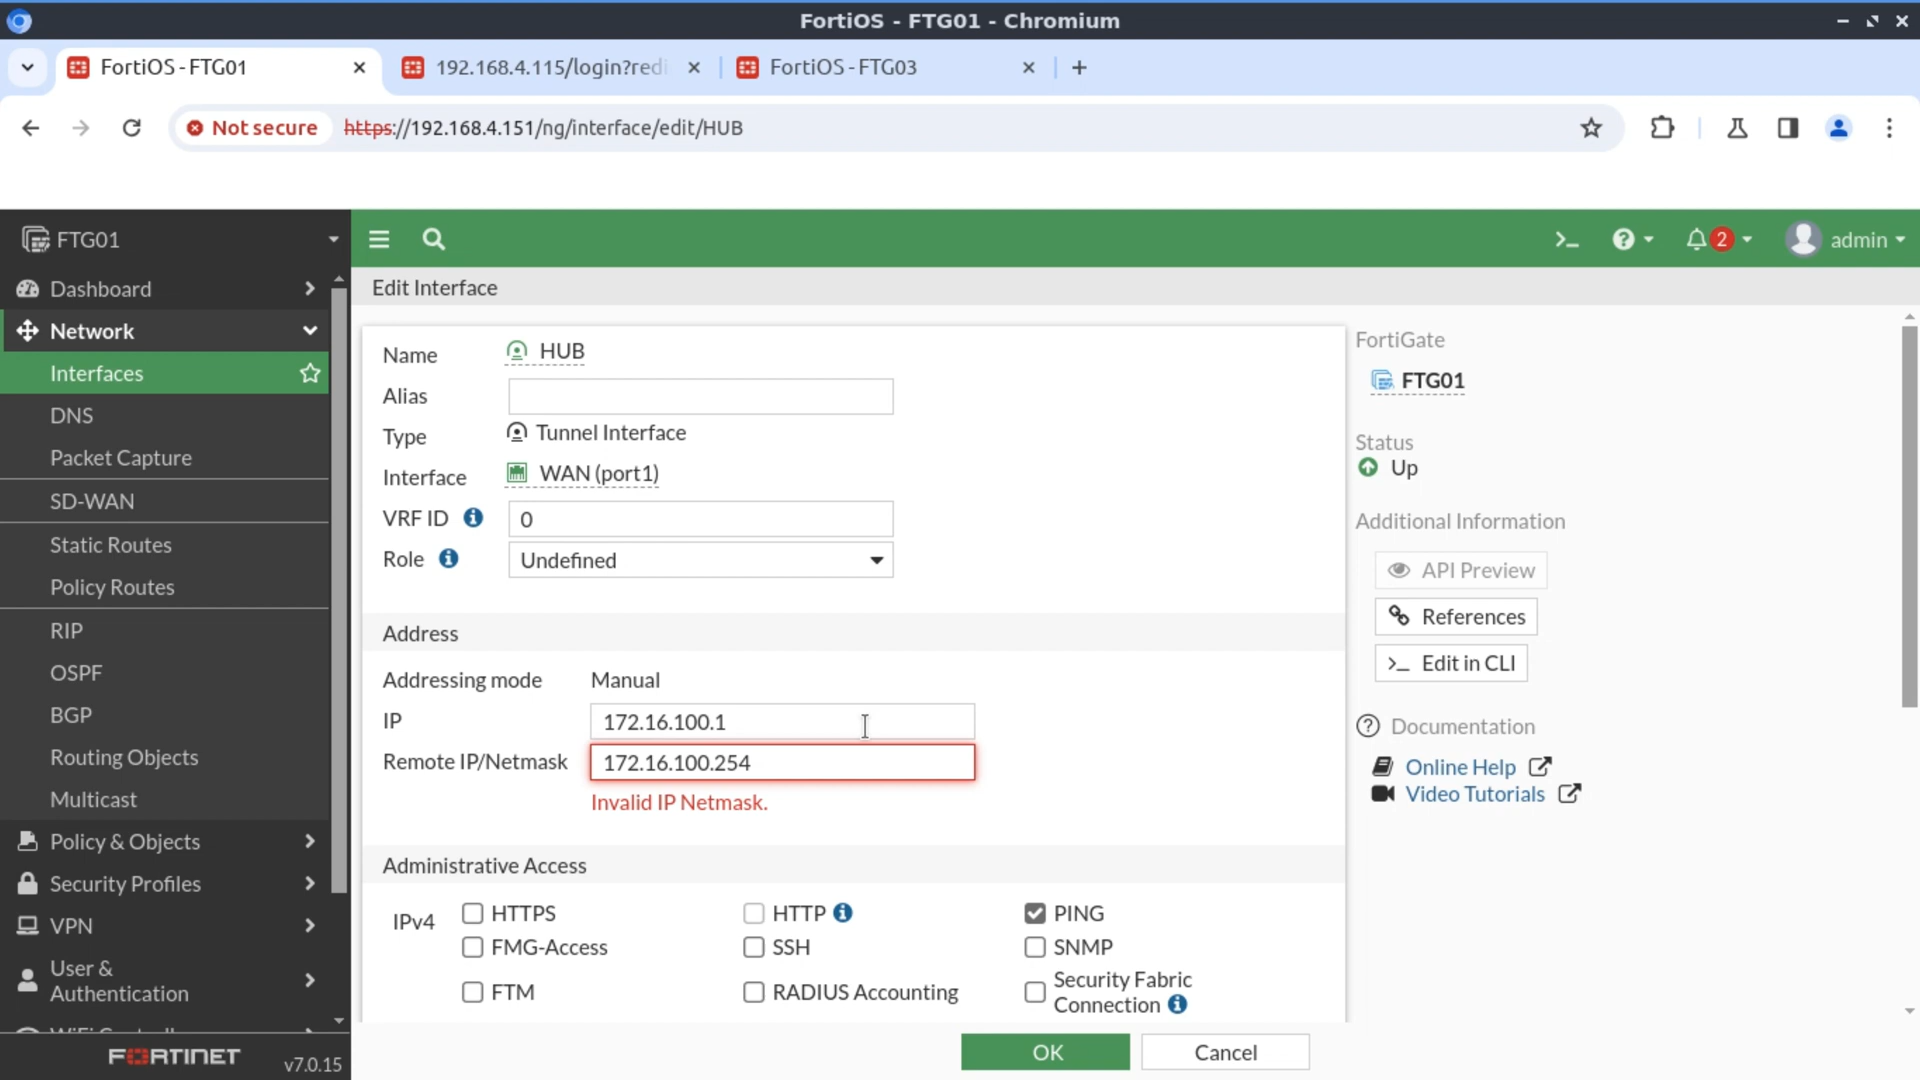 FortiOS - FTG01 - Chromium
FortiOS - FTG01
192.168.4.115/login?redi
FortiOS - FTG03
Not secure
https://192.168.4.151/ng/interface/edit/HUB
FTG01
2
admin
Dashboard
Network
Interfaces
DNS
Packet Capture
SD-WAN
Static Routes
Policy Routes
RIP
OSPF
BGP
Routing Objects
Multicast
Policy & Objects
Security Profiles
VPN
User &
Authentication
FORTINET
v7.0.15
Edit Interface
Name
HUB
Alias
Type
Tunnel Interface
Interface
WAN (port1)
VRF ID
0
Role
Undefined
Address
Addressing mode
Manual
IP
172.16.100.1
Remote IP/Netmask
172.16.100.254
Invalid IP Netmask.
Administrative Access
IPv4
HTTPS
HTTP
PING
FMG-Access
SSH
SNMP
FTM
RADIUS Accounting
Security Fabric
Connection
OK
Cancel
FortiGate
FTG01
Status
Up
Additional Information
API Preview
References
>_ Edit in CLI
Documentation
Online Help
Video Tutorials